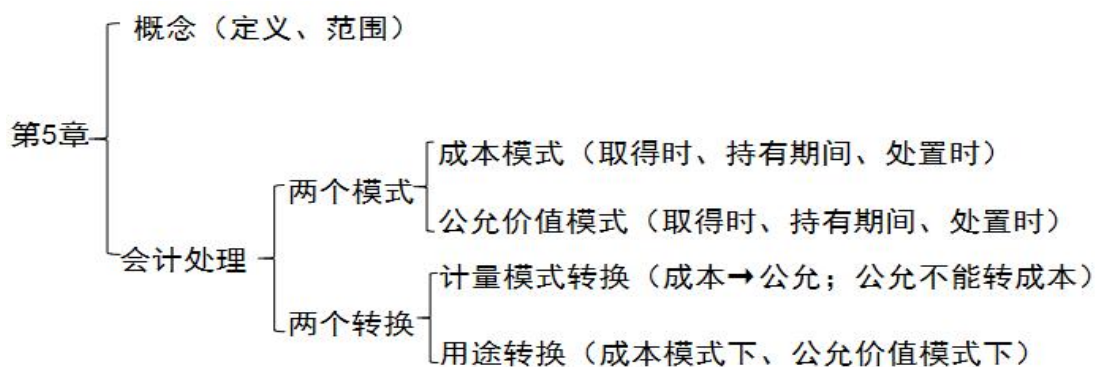 概念（定义、范围）
第5章
成本模式（取得时、持有期间、处置时）
两个模式
公允价值模式（取得时、持有期间、处置时）
会计处理
计量模式转换（成本→公允；公允不能转成本）
两个转换
用途转换（成本模式下、公允价值模式下）